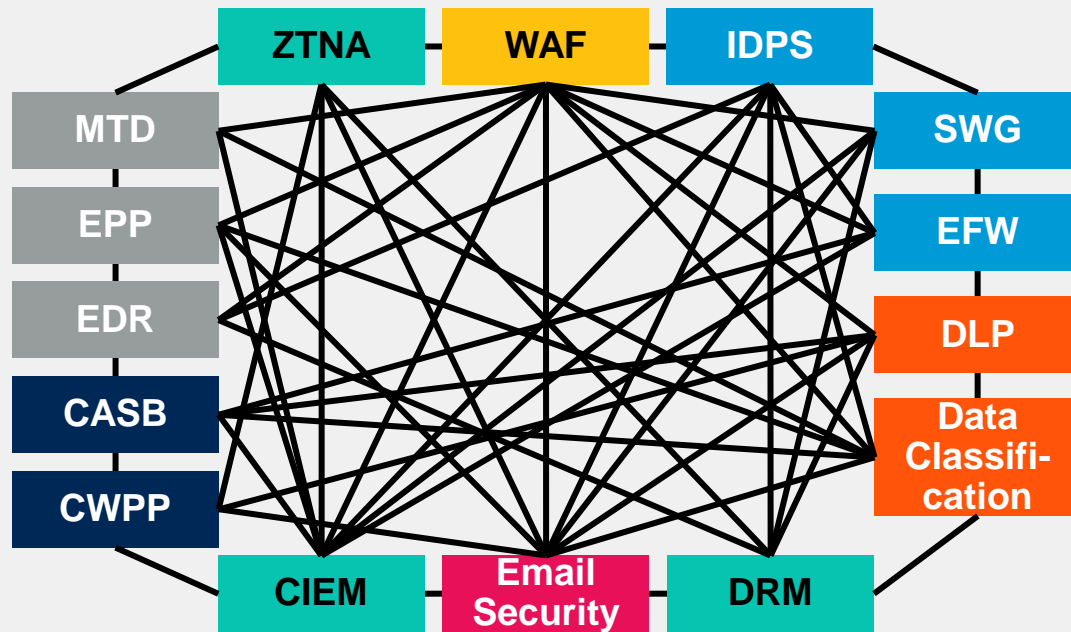 ZTNA
WAF
IDPS
MTD
SWG
EPP
EFW
EDR
DLP
CASB
Data
Classifi-
cation
CWPP
CIEM
Email
Security
DRM